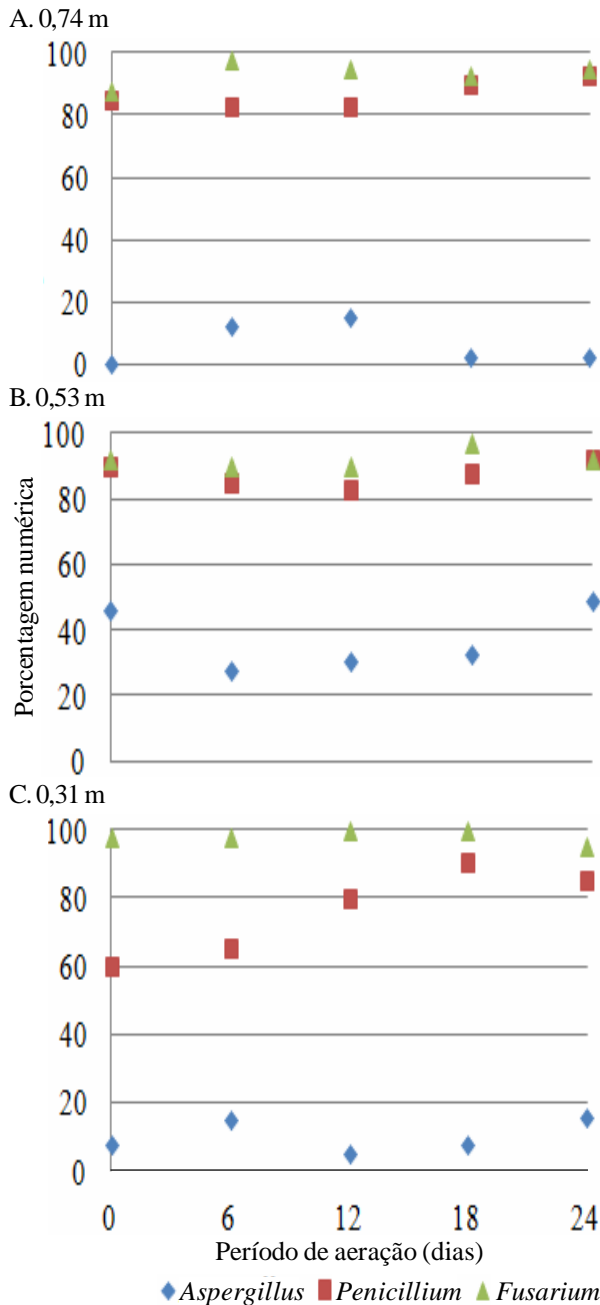 A. 0,74 m
100
80
60
40
20
0
B. 0,53 m
100
80
60
40
20
0
Porcentagem numérica
C. 0,31 m
100
80
60
40
20
0
0 6 12 18 24
Período de aeração (dias)
Aspergillus Penicillium Fusarium